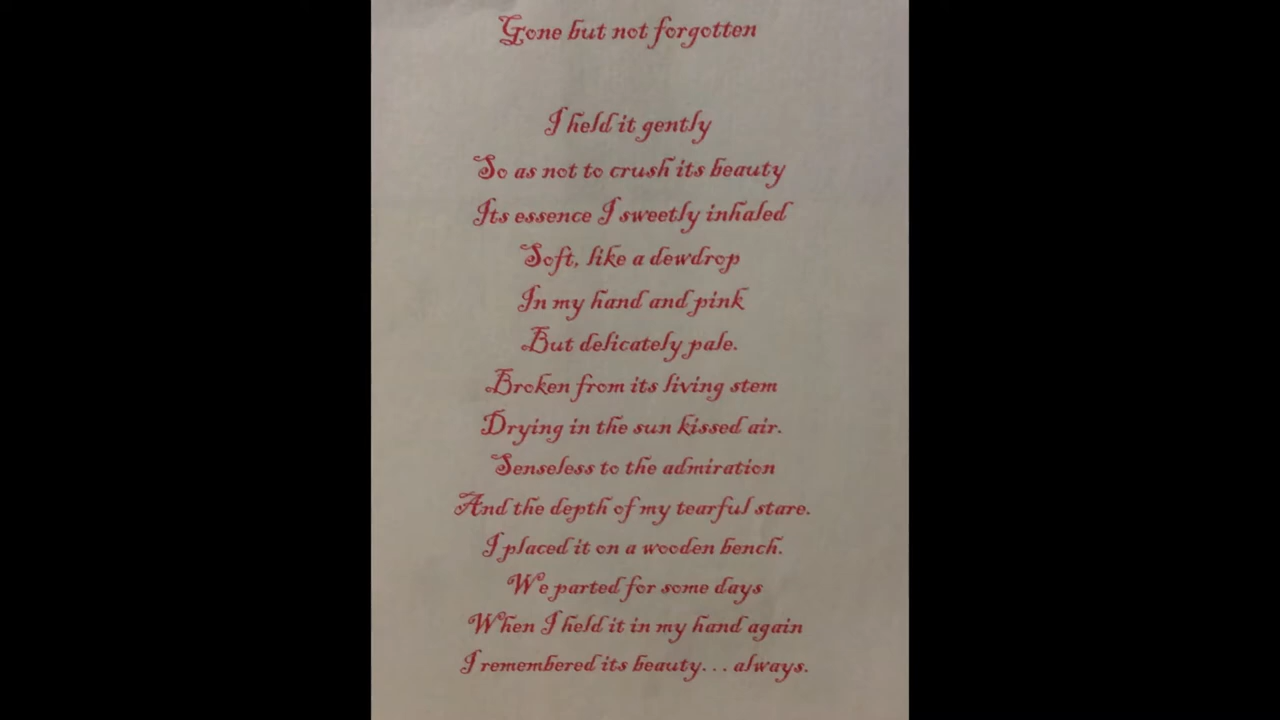 Gone but not forgotten
I held it gently
So as not to crush its beauty
Its essence I sweetly inhaled
Soft, like a dewdrop
In my hand and pink
But delicately pale.
Broken from its living stem
Drying in the sun kissed air.
Senseless to the admiration
And the depth of my tearful stare.
I placed it on a wooden bench.
We parted for some days
When I held it in my hand again
I remembered its beauty. . . always.